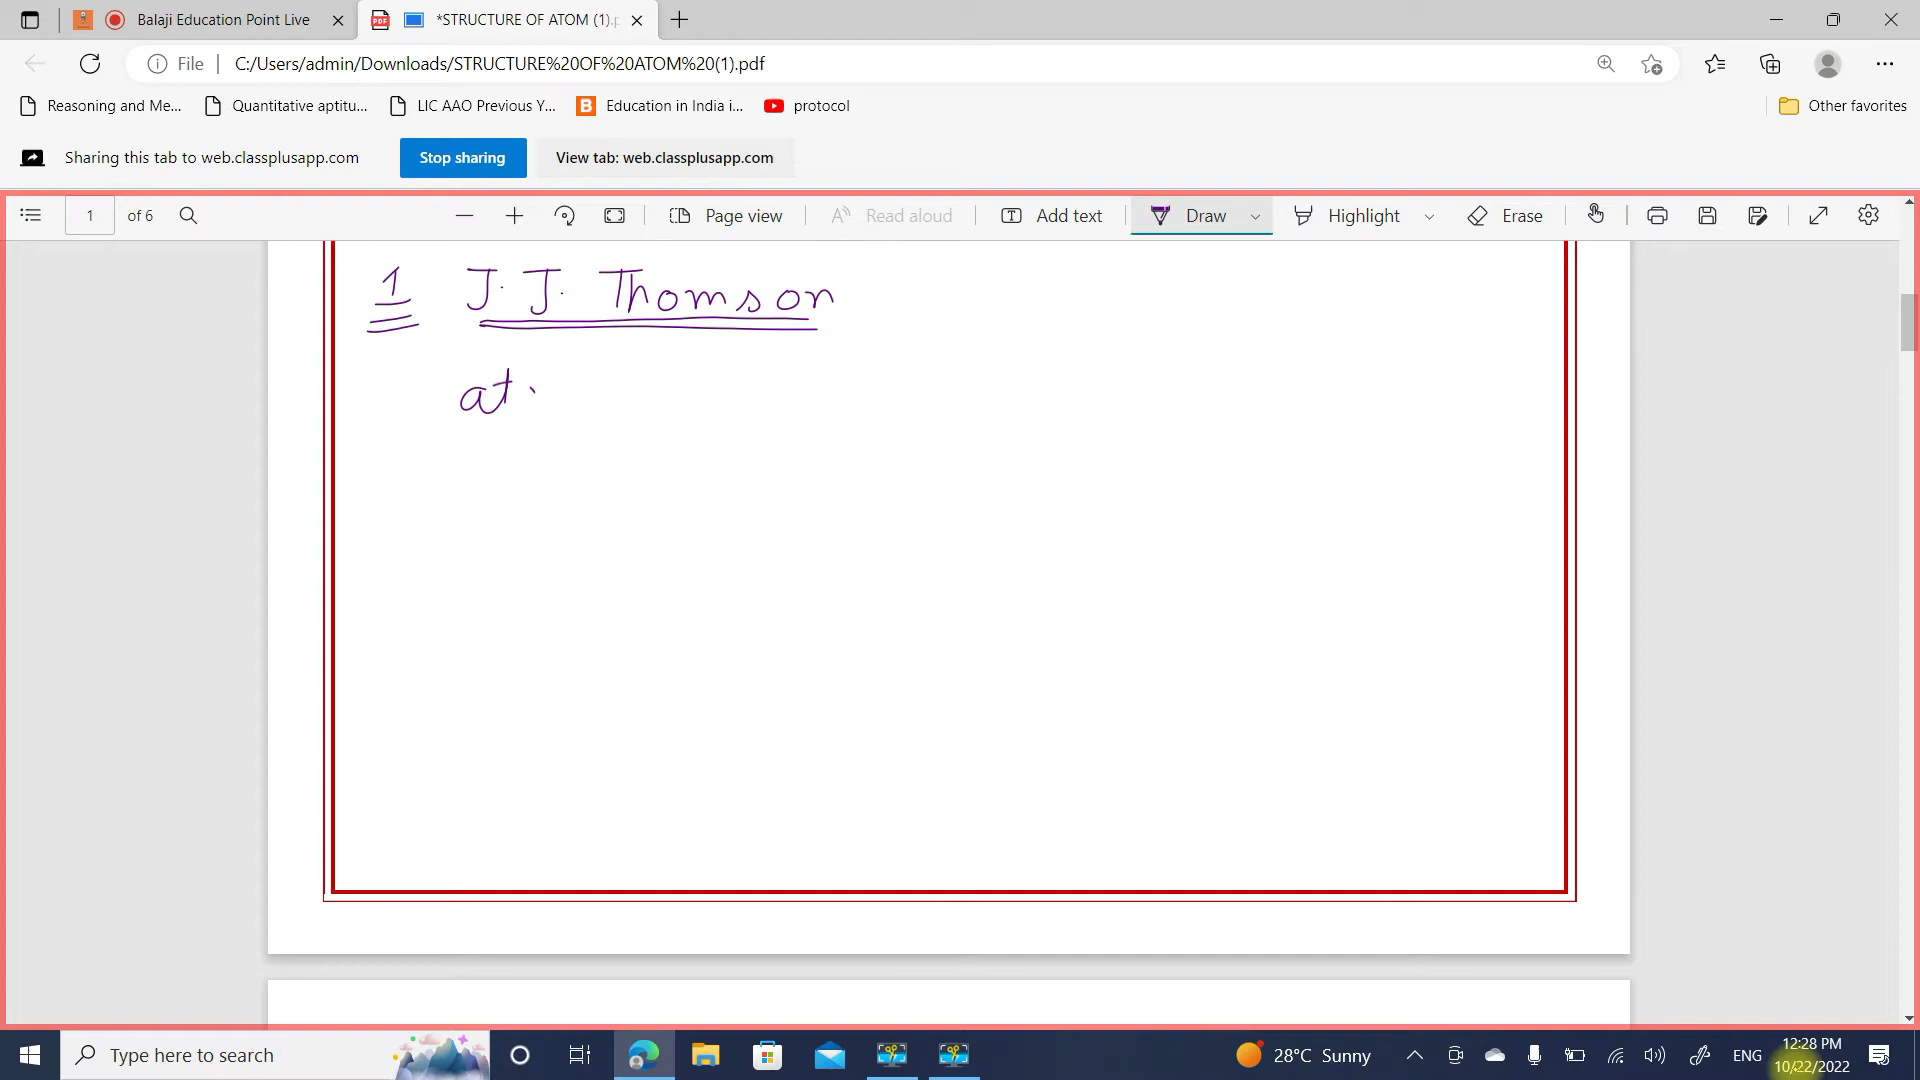 Balaji Education Point Live
*STRUCTURE OF ATOM (1).p
File
C:/Users/admin/Downloads/STRUCTURE%20OF%20ATOM%20(1).pdf
Reasoning and Me...
Quantitative aptitu...
LIC AAO Previous Y...
Education in India i...
protocol
Other favorites
Sharing this tab to web.classplusapp.com
Stop sharing
View tab: web.classplusapp.com
1 of 6
Page view
Read aloud
Add text
Draw
Highlight
Erase
1 J. J. Thomson
at
Type here to search
28°C Sunny
ENG
12:28 PM
10/22/2022